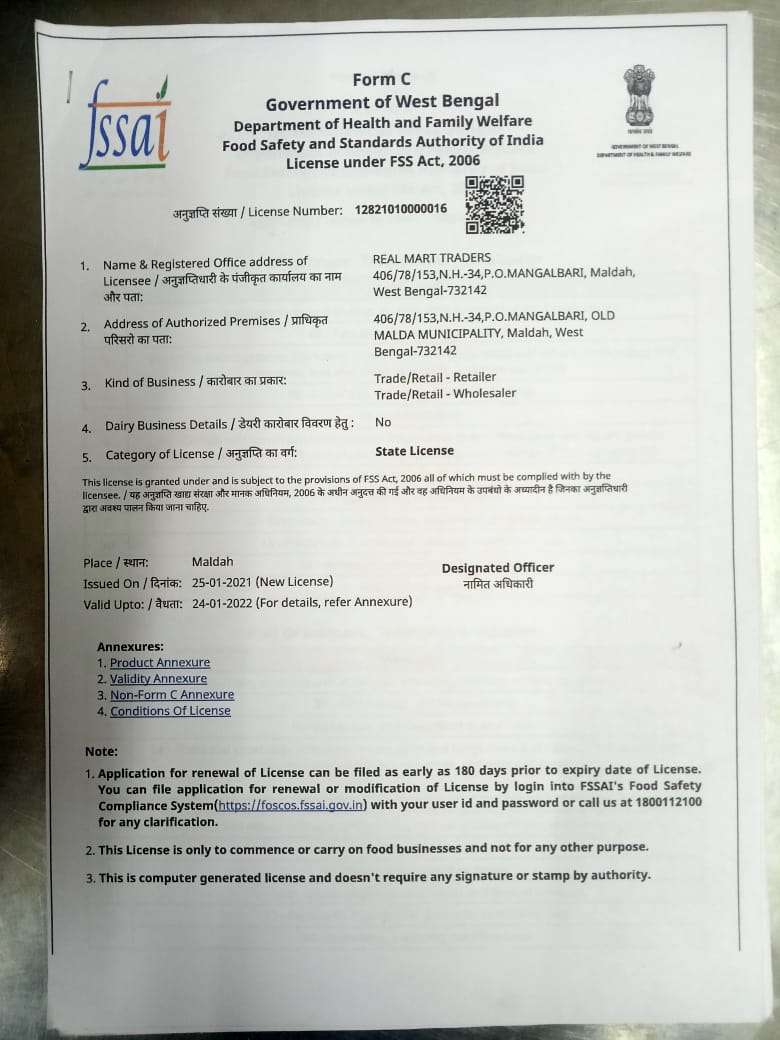 fssai
Form C
Government of West Bengal
Department of Health and Family Welfare
Food Safety and Standards Authority of India
License under FSS Act, 2006
GOVERNMENT OF WEST BENGAL
DEPARTMENT OF HEALTH & FAMILY WELFARE
अनुज्ञप्ति संख्या / License Number: 12821010000016
1. Name & Registered Office address of
Licensee / अनुज्ञप्तिधारी के पंजीकृत कार्यालय का नाम
और पता:
REAL MART TRADERS
406/78/153,N.H.-34,P.O.MANGALBARI, Maldah,
West Bengal-732142
2. Address of Authorized Premises / प्राधिकृत
परिसरो का पता:
406/78/153,N.H.-34,P.O.MANGALBARI, OLD
MALDA MUNICIPALITY, Maldah, West
Bengal-732142
3. Kind of Business / कारोबार का प्रकार:
Trade/Retail - Retailer
Trade/Retail - Wholesaler
4. Dairy Business Details / डेयरी कारोबार विवरण हेतु : No
5. Category of License / अनुज्ञप्ति का वर्ग: State License
This license is granted under and is subject to the provisions of FSS Act, 2006 all of which must be complied with by the
licensee. / यह अनुज्ञप्ति खाद्य संरक्षा और मानक अधिनियम, 2006 के अधीन अनुदत्त की गई और वह अधिनियम के उपबंधो के अध्यादीन है जिनका अनुज्ञप्तिधारी
द्वारा अवश्य पालन किया जाना चाहिए.
Place / स्थान: Maldah
Issued On / दिनांक: 25-01-2021 (New License)
Valid Upto: / वैधता: 24-01-2022 (For details, refer Annexure)
Designated Officer
नामित अधिकारी
Annexures:
1. Product Annexure
2. Validity Annexure
3. Non-Form C Annexure
4. Conditions Of License
Note:
1. Application for renewal of License can be filed as early as 180 days prior to expiry date of License.
You can file application for renewal or modification of License by login into FSSAI's Food Safety
Compliance System(https://foscos.fssai.gov.in) with your user id and password or call us at 1800112100
for any clarification.
2. This License is only to commence or carry on food businesses and not for any other purpose.
3. This is computer generated license and doesn't require any signature or stamp by authority.